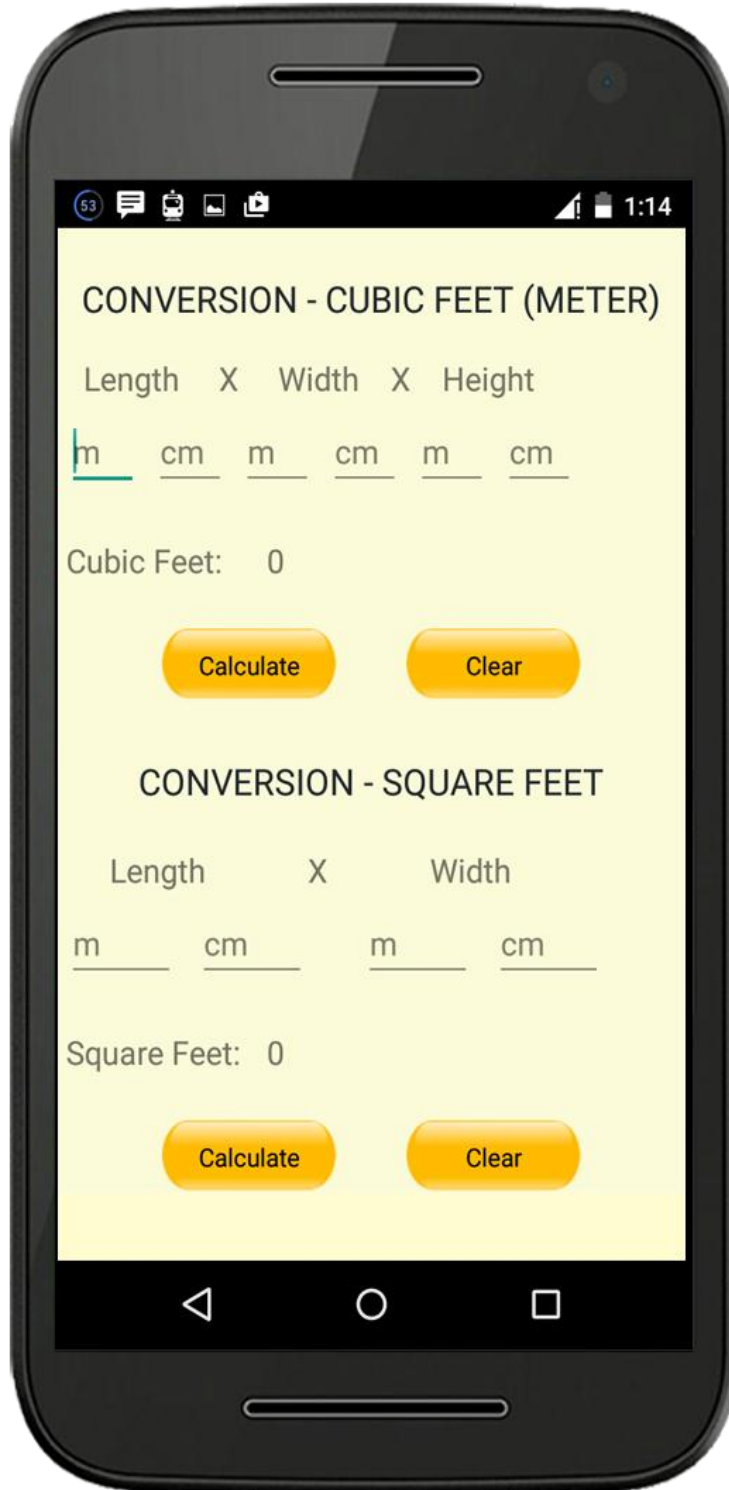 53 1:14
CONVERSION - CUBIC FEET (METER)
Length X Width X Height
m cm m cm m cm
Cubic Feet: 0
Calculate Clear
CONVERSION - SQUARE FEET
Length X Width
m cm m cm
Square Feet: 0
Calculate Clear